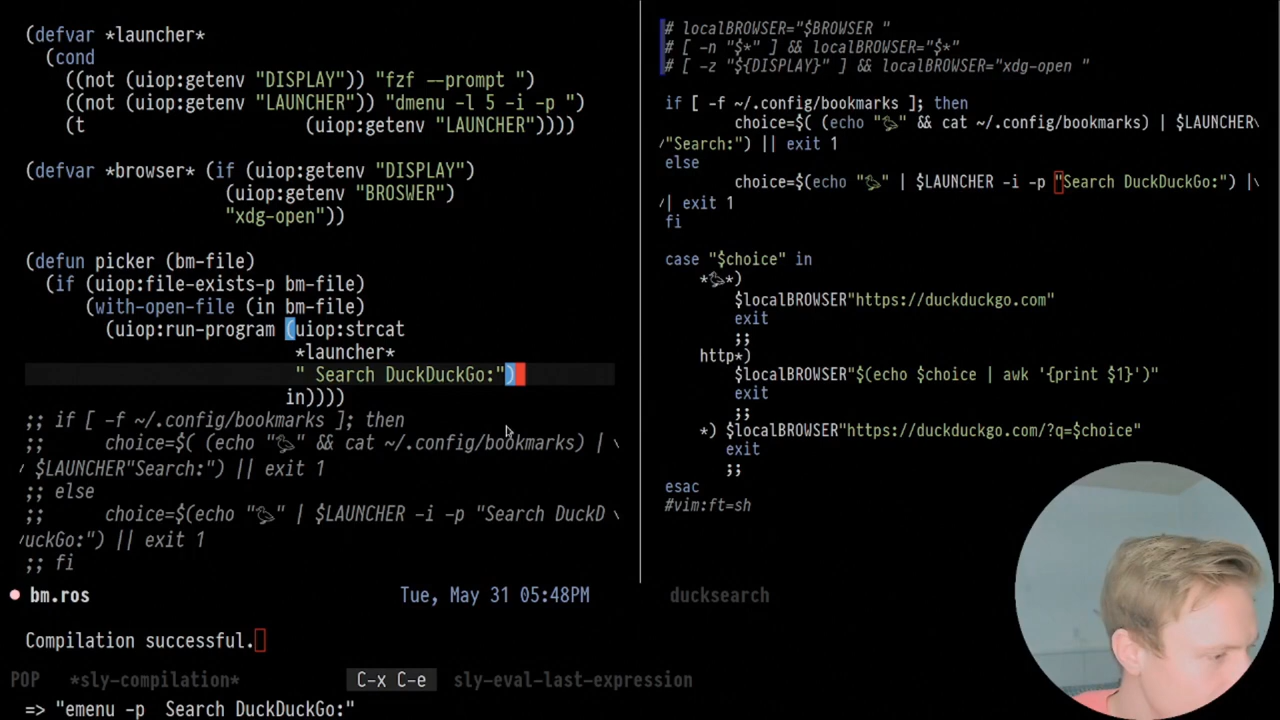 (defvar *launcher*
(cond
((not (uiop:getenv "DISPLAY")) "fzf --prompt ")
((not (uiop:getenv "LAUNCHER")) "dmenu -l 5 -i -p ")
(t (uiop:getenv "LAUNCHER"))))
(defvar *browser* (if (uiop:getenv "DISPLAY")
(uiop:getenv "BROSWER")
"xdg-open"))
(defun picker (bm-file)
(if (uiop:file-exists-p bm-file)
(with-open-file (in bm-file)
(uiop:run-program (uiop:strcat
*launcher*
" Search DuckDuckGo:")
in))))
;; if [ -f ~/.config/bookmarks ]; then
;; choice=$( (echo "🦆" && cat ~/.config/bookmarks) | \
/ $LAUNCHER"Search:") || exit 1
;; else
;; choice=$(echo "🦆" | $LAUNCHER -i -p "Search DuckD \
/uckGo:") || exit 1
;; fi
bm.ros Tue, May 31 05:48PM
# localBROWSER="$BROWSER "
# [ -n "$*" ] && localBROWSER="$*"
# [ -z "${DISPLAY}" ] && localBROWSER="xdg-open "
if [ -f ~/.config/bookmarks ]; then
choice=$( (echo "🦆" && cat ~/.config/bookmarks) | $LAUNCHER\
/"Search:") || exit 1
else
choice=$(echo "🦆" | $LAUNCHER -i -p "Search DuckDuckGo:") |\
/| exit 1
fi
case "$choice" in
*🦆*)
$localBROWSER"https://duckduckgo.com"
exit
;;
http*)
$localBROWSER"$(echo $choice | awk '{print $1}')"
exit
;;
*) $localBROWSER"https://duckduckgo.com/?q=$choice"
exit
;;
esac
#vim:ft=sh
ducksearch
Compilation successful.
POP *sly-compilation* C-x C-e sly-eval-last-expression
=> "emenu -p  Search DuckDuckGo:"